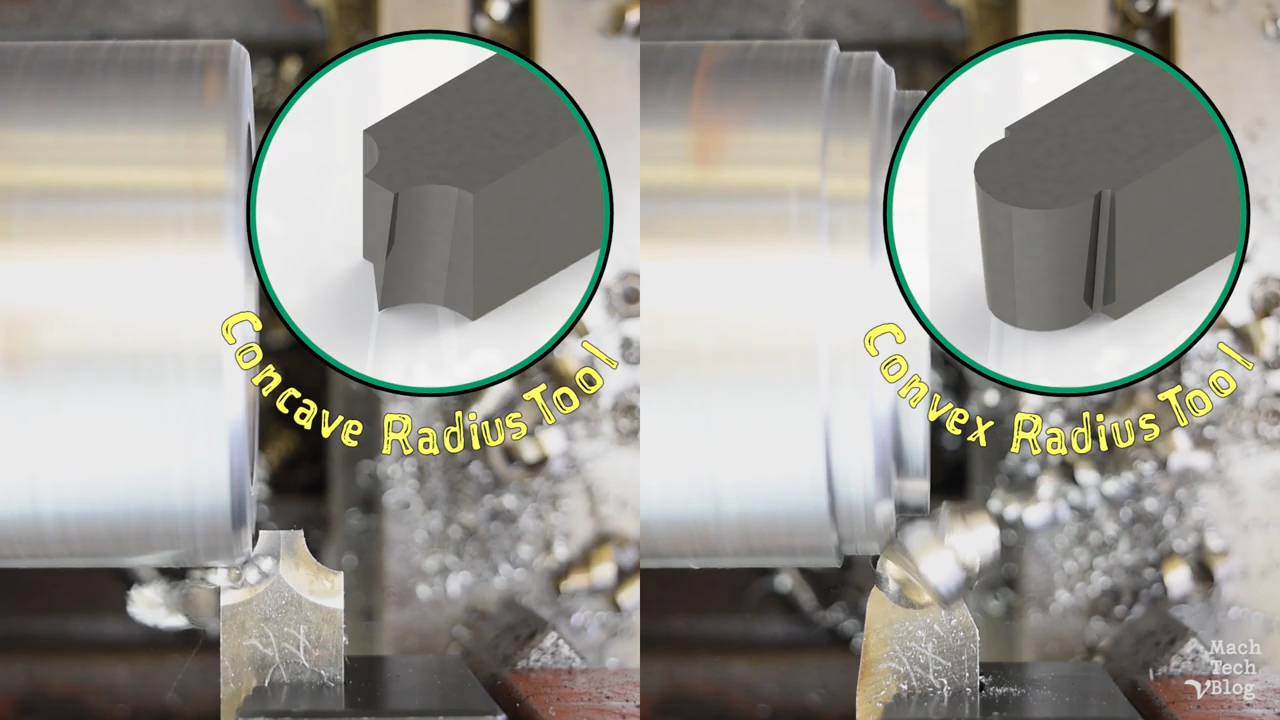 Concave Radius Tool
Convex Radius Tool
Mach
Tech
Blog